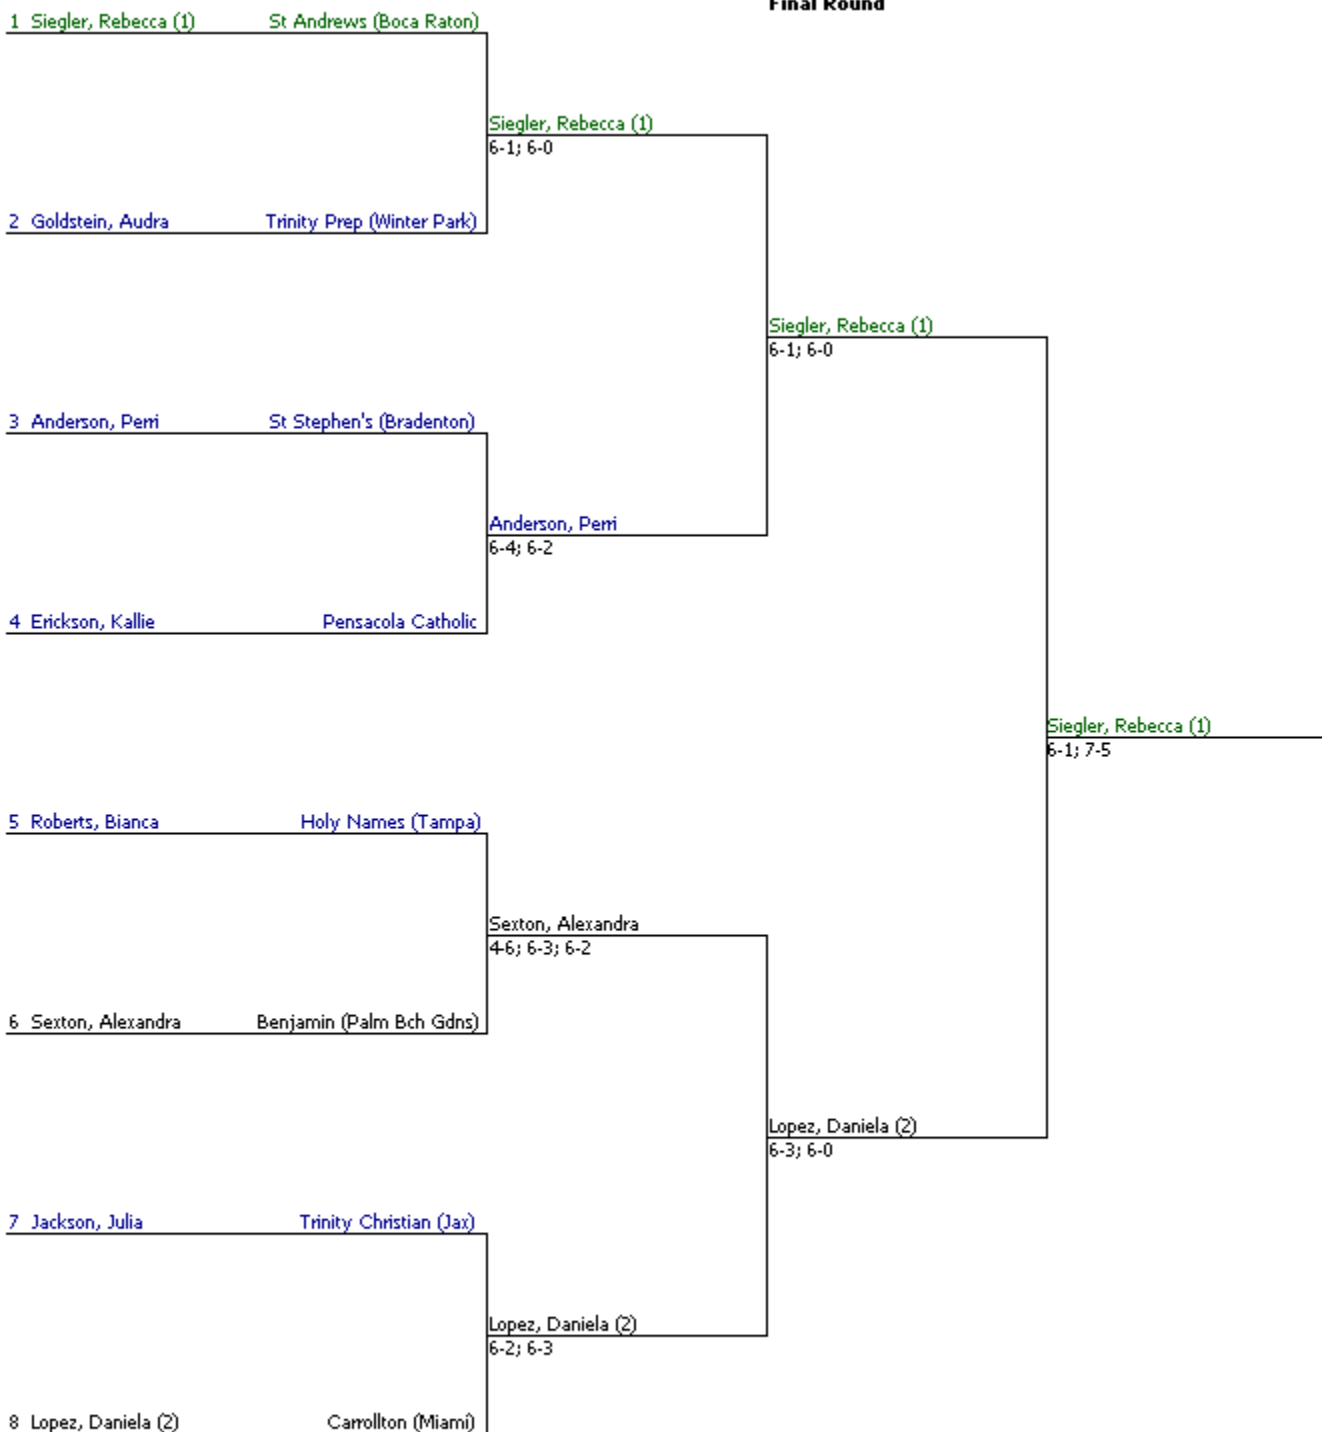 Final Round
1 Siegler, Rebecca (1) St Andrews (Boca Raton)
Siegler, Rebecca (1)
6-1; 6-0
2 Goldstein, Audra Trinity Prep (Winter Park)
Siegler, Rebecca (1)
6-1; 6-0
3 Anderson, Perri St Stephen's (Bradenton)
Anderson, Perri
6-4; 6-2
4 Erickson, Kallie Pensacola Catholic
Siegler, Rebecca (1)
6-1; 7-5
5 Roberts, Bianca Holy Names (Tampa)
Sexton, Alexandra
4-6; 6-3; 6-2
6 Sexton, Alexandra Benjamin (Palm Bch Gdns)
Lopez, Daniela (2)
6-3; 6-0
7 Jackson, Julia Trinity Christian (Jax)
Lopez, Daniela (2)
6-2; 6-3
8 Lopez, Daniela (2) Carrollton (Miami)